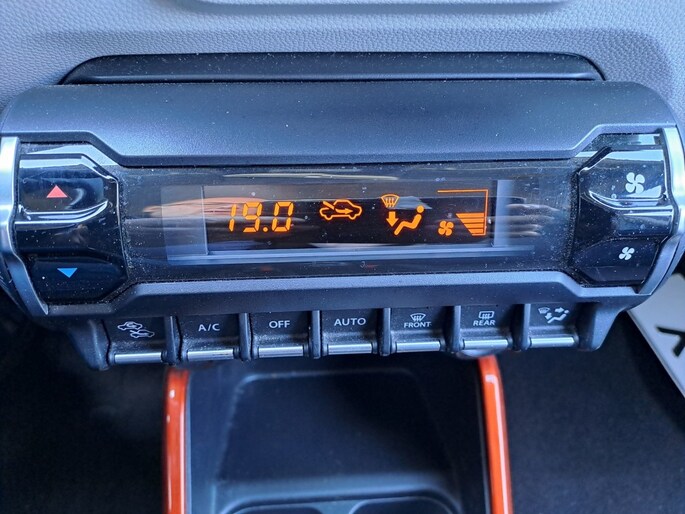 19.0
A/C OFF AUTO FRONT REAR